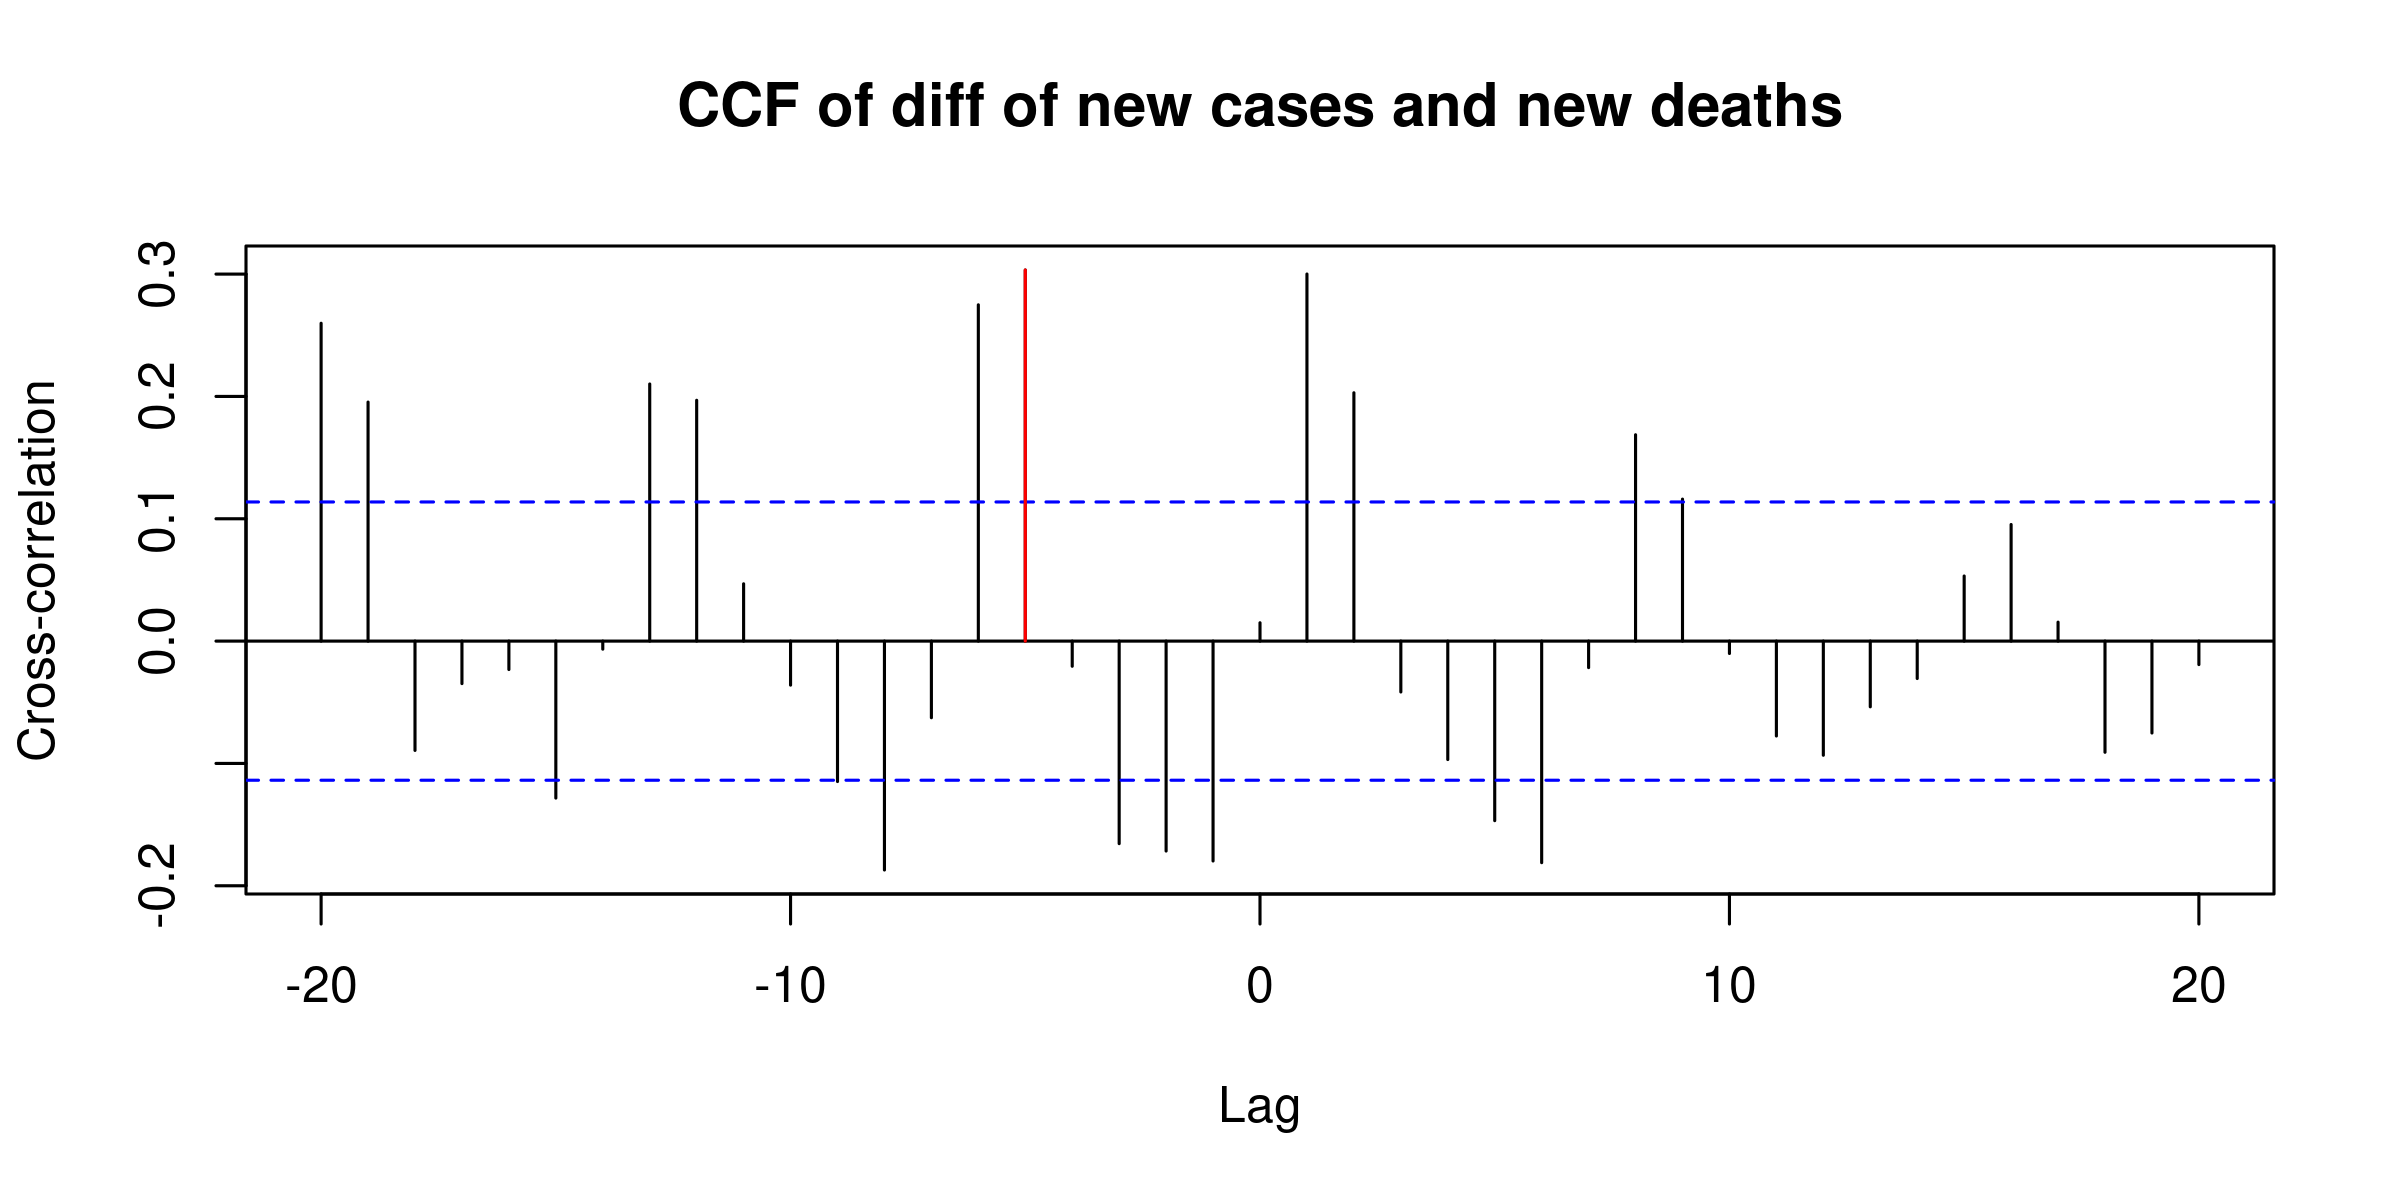 CCF of diff of new cases and new deaths
Cross-correlation
0.3
0.2
0.1
0.0
-0.2
-20 -10 0 10 20
Lag